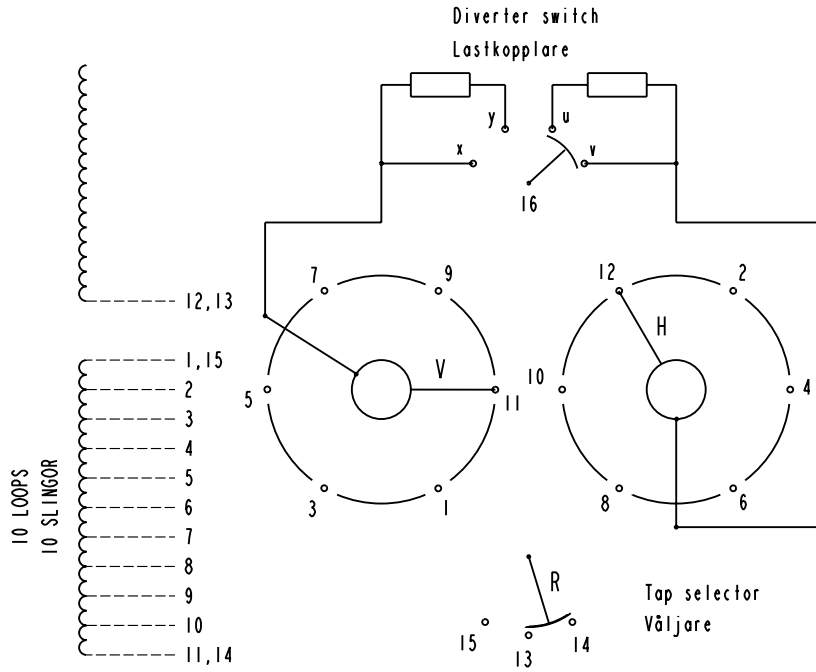 Diverter switch
Lastkopplare
y
u
x
v
16
7
9
12
2
12,13
V
H
1,15
2
5
11
10
4
3
4
5
6
7
8
9
10
11,14
3
1
8
6
10 LOOPS
10 SLINGOR
R
15
13
14
Tap selector
Våljare